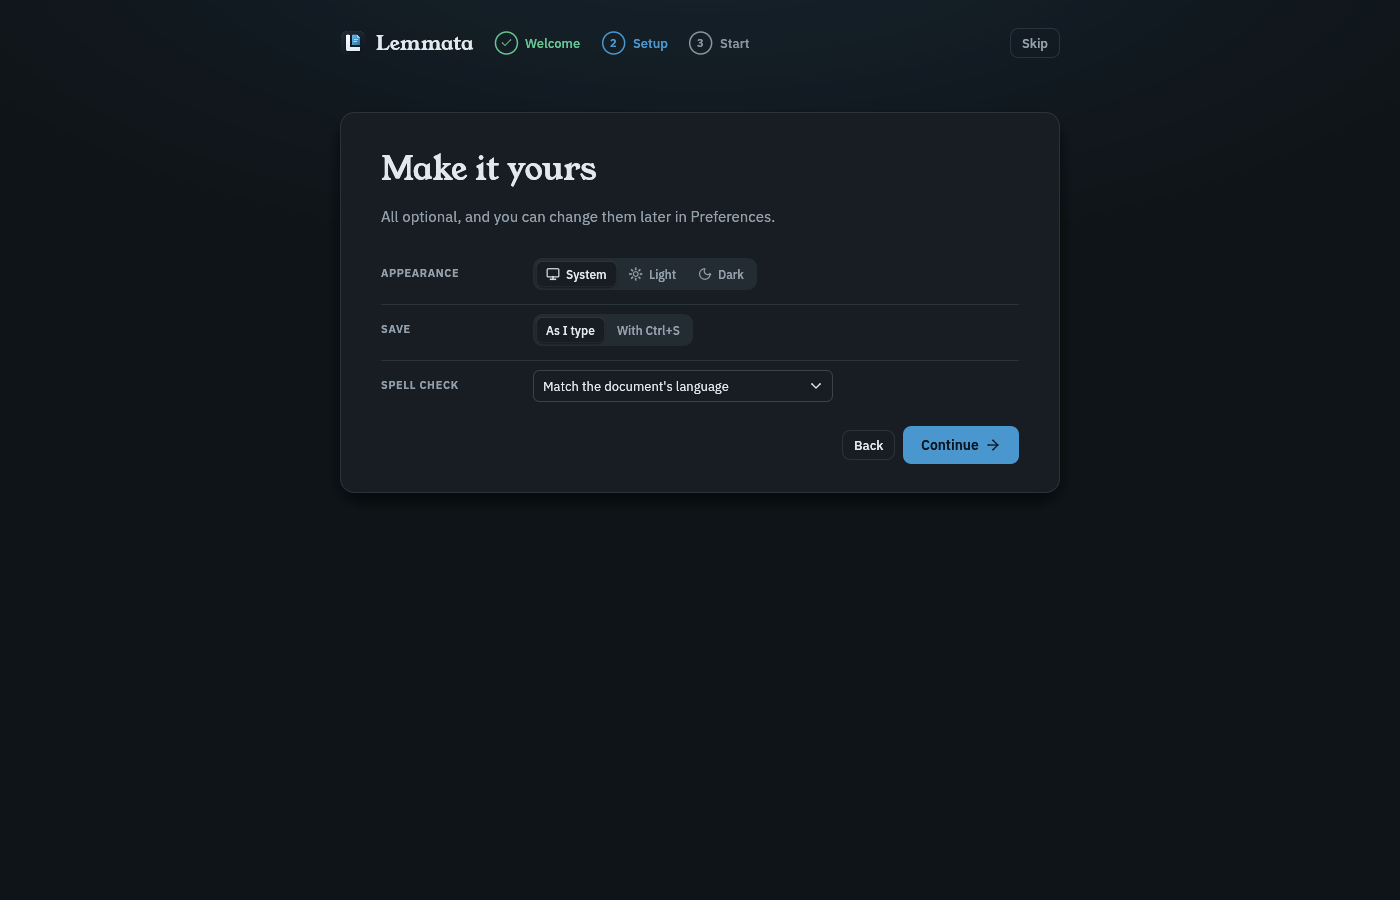 Lemmata
Welcome
2 Setup
3 Start
Skip
Make it yours
All optional, and you can change them later in Preferences.
APPEARANCE
System Light Dark
SAVE
As I type With Ctrl+S
SPELL CHECK
Match the document's language
Back Continue